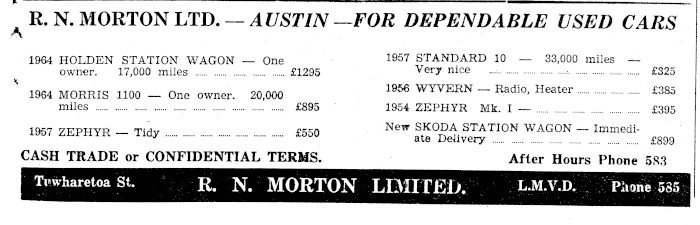 R. N. MORTON LTD. — AUSTIN — FOR DEPENDABLE USED CARS
1964 HOLDEN STATION WAGON — One
owner. 17,000 miles .... .... .... .... £1295
1964 MORRIS 1100 — One owner. 20,000
miles .... .... .... .... .... .... .... £895
1957 ZEPHYR — Tidy .... .... .... .... .... £550
CASH TRADE or CONFIDENTIAL TERMS.
1957 STANDARD 10 — 33,000 miles —
Very nice .... .... .... .... .... £325
1956 WYVERN — Radio, Heater .... .... .... £385
1954 ZEPHYR Mk. I — .... .... .... .... £395
New SKODA STATION WAGON — Immedi-
ate Delivery .... .... .... .... .... £899
After Hours Phone 583
Tuwharetoa St. R. N. MORTON LIMITED. L.M.V.D. Phone 585